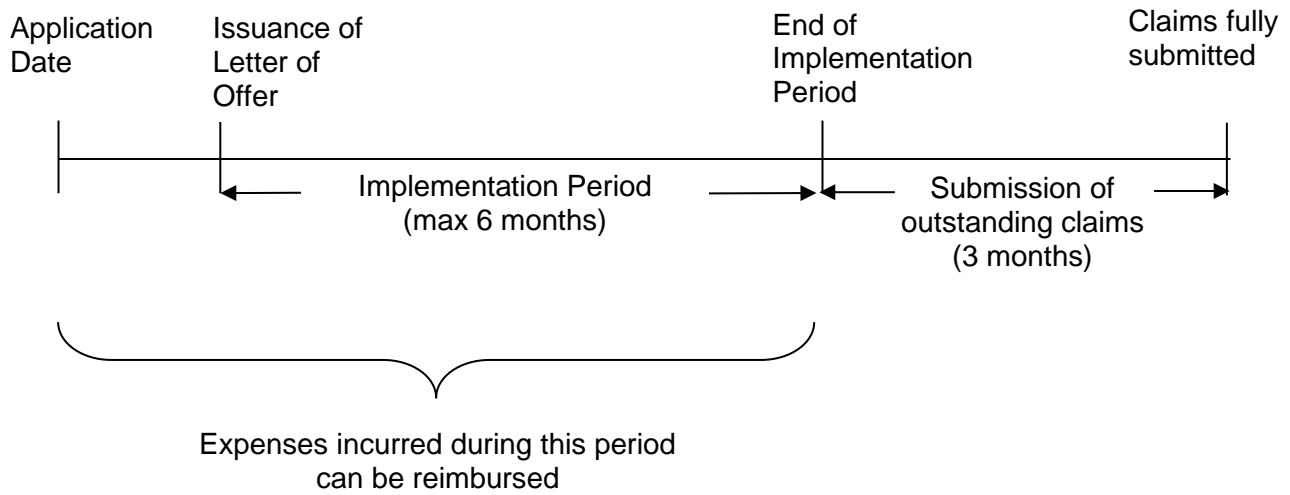 Application
Date
Issuance of
Letter of
Offer
End of
Implementation
Period
Claims fully
submitted
Implementation Period
(max 6 months)
Submission of
outstanding claims
(3 months)
Expenses incurred during this period
can be reimbursed